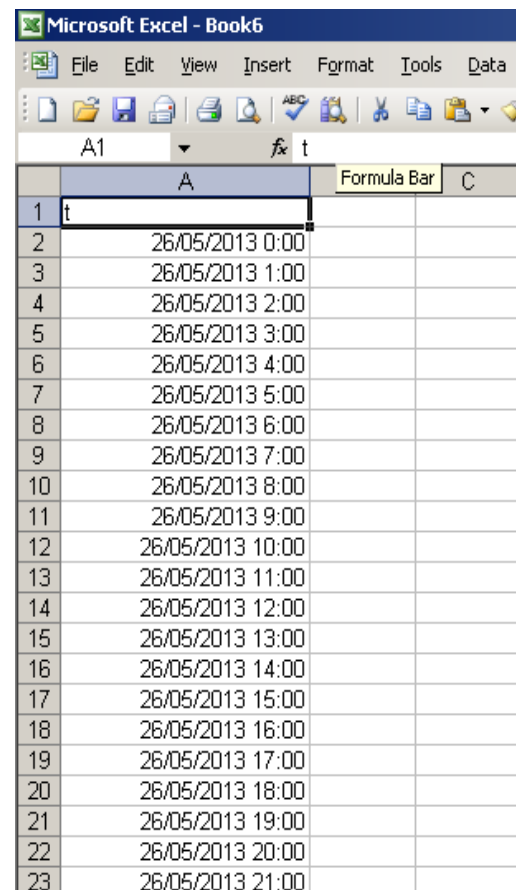 Microsoft Excel - Book6
File Edit View Insert Format Tools Data
ABC
A1 fx t
Formula Bar
A C
1 t
2 26/05/2013 0:00
3 26/05/2013 1:00
4 26/05/2013 2:00
5 26/05/2013 3:00
6 26/05/2013 4:00
7 26/05/2013 5:00
8 26/05/2013 6:00
9 26/05/2013 7:00
10 26/05/2013 8:00
11 26/05/2013 9:00
12 26/05/2013 10:00
13 26/05/2013 11:00
14 26/05/2013 12:00
15 26/05/2013 13:00
16 26/05/2013 14:00
17 26/05/2013 15:00
18 26/05/2013 16:00
19 26/05/2013 17:00
20 26/05/2013 18:00
21 26/05/2013 19:00
22 26/05/2013 20:00
23 26/05/2013 21:00